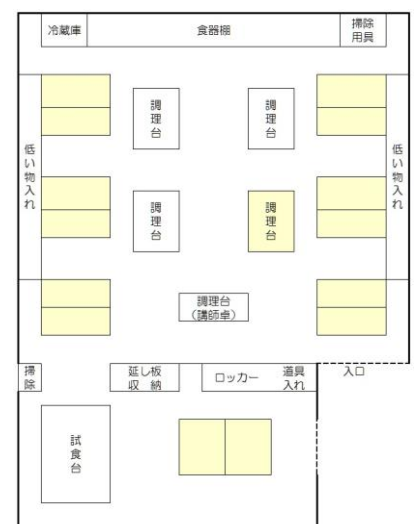 冷蔵庫
食器棚
掃除
用具
調理台
調理台
低い物入れ
低い物入れ
調理台
調理台
調理台
（講師卓）
掃除
延し板
収　納
ロッカー
道具
入れ
入口
試食台